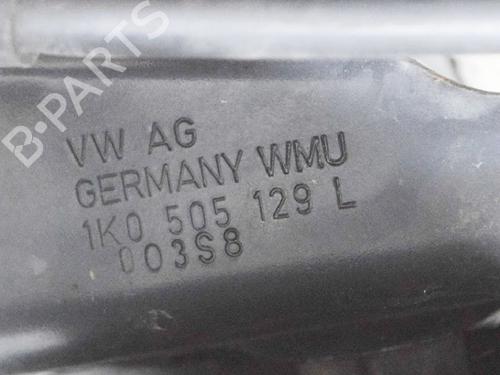 B-PARTS
VW AG
GERMANY WMU
1K0 505 129 L
003S8